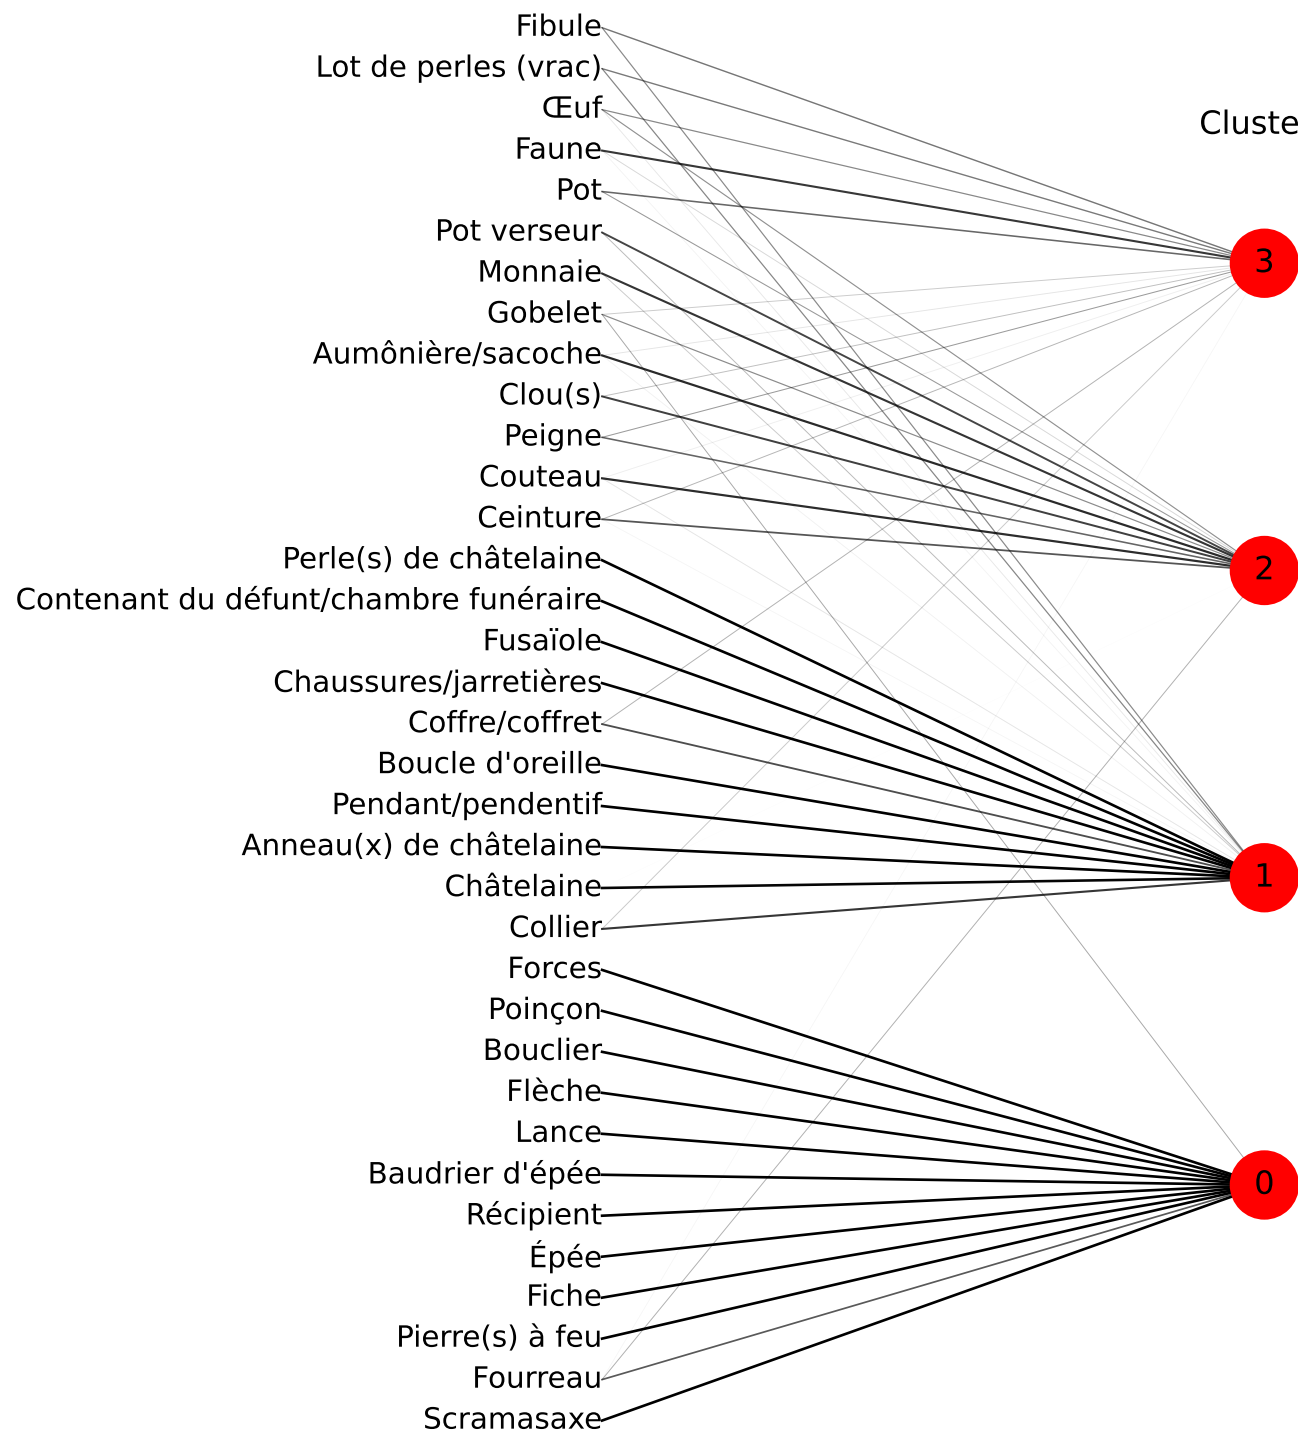 Fibule
Lot de perles (vrac)
Œuf
Cluste
Faune
Pot
Pot verseur
3
Monnaie
Gobelet
Aumônière/sacoche
Clou(s)
Peigne
Couteau
Ceinture
Perle(s) de châtelaine
2
Contenant du défunt/chambre funéraire
Fusaïole
Chaussures/jarretières
Coffre/coffret
Boucle d'oreille
Pendant/pendentif
Anneau(x) de châtelaine
Châtelaine
1
Collier
Forces
Poinçon
Bouclier
Flèche
Lance
Baudrier d'épée
0
Récipient
Épée
Fiche
Pierre(s) à feu
Fourreau
Scramasaxe